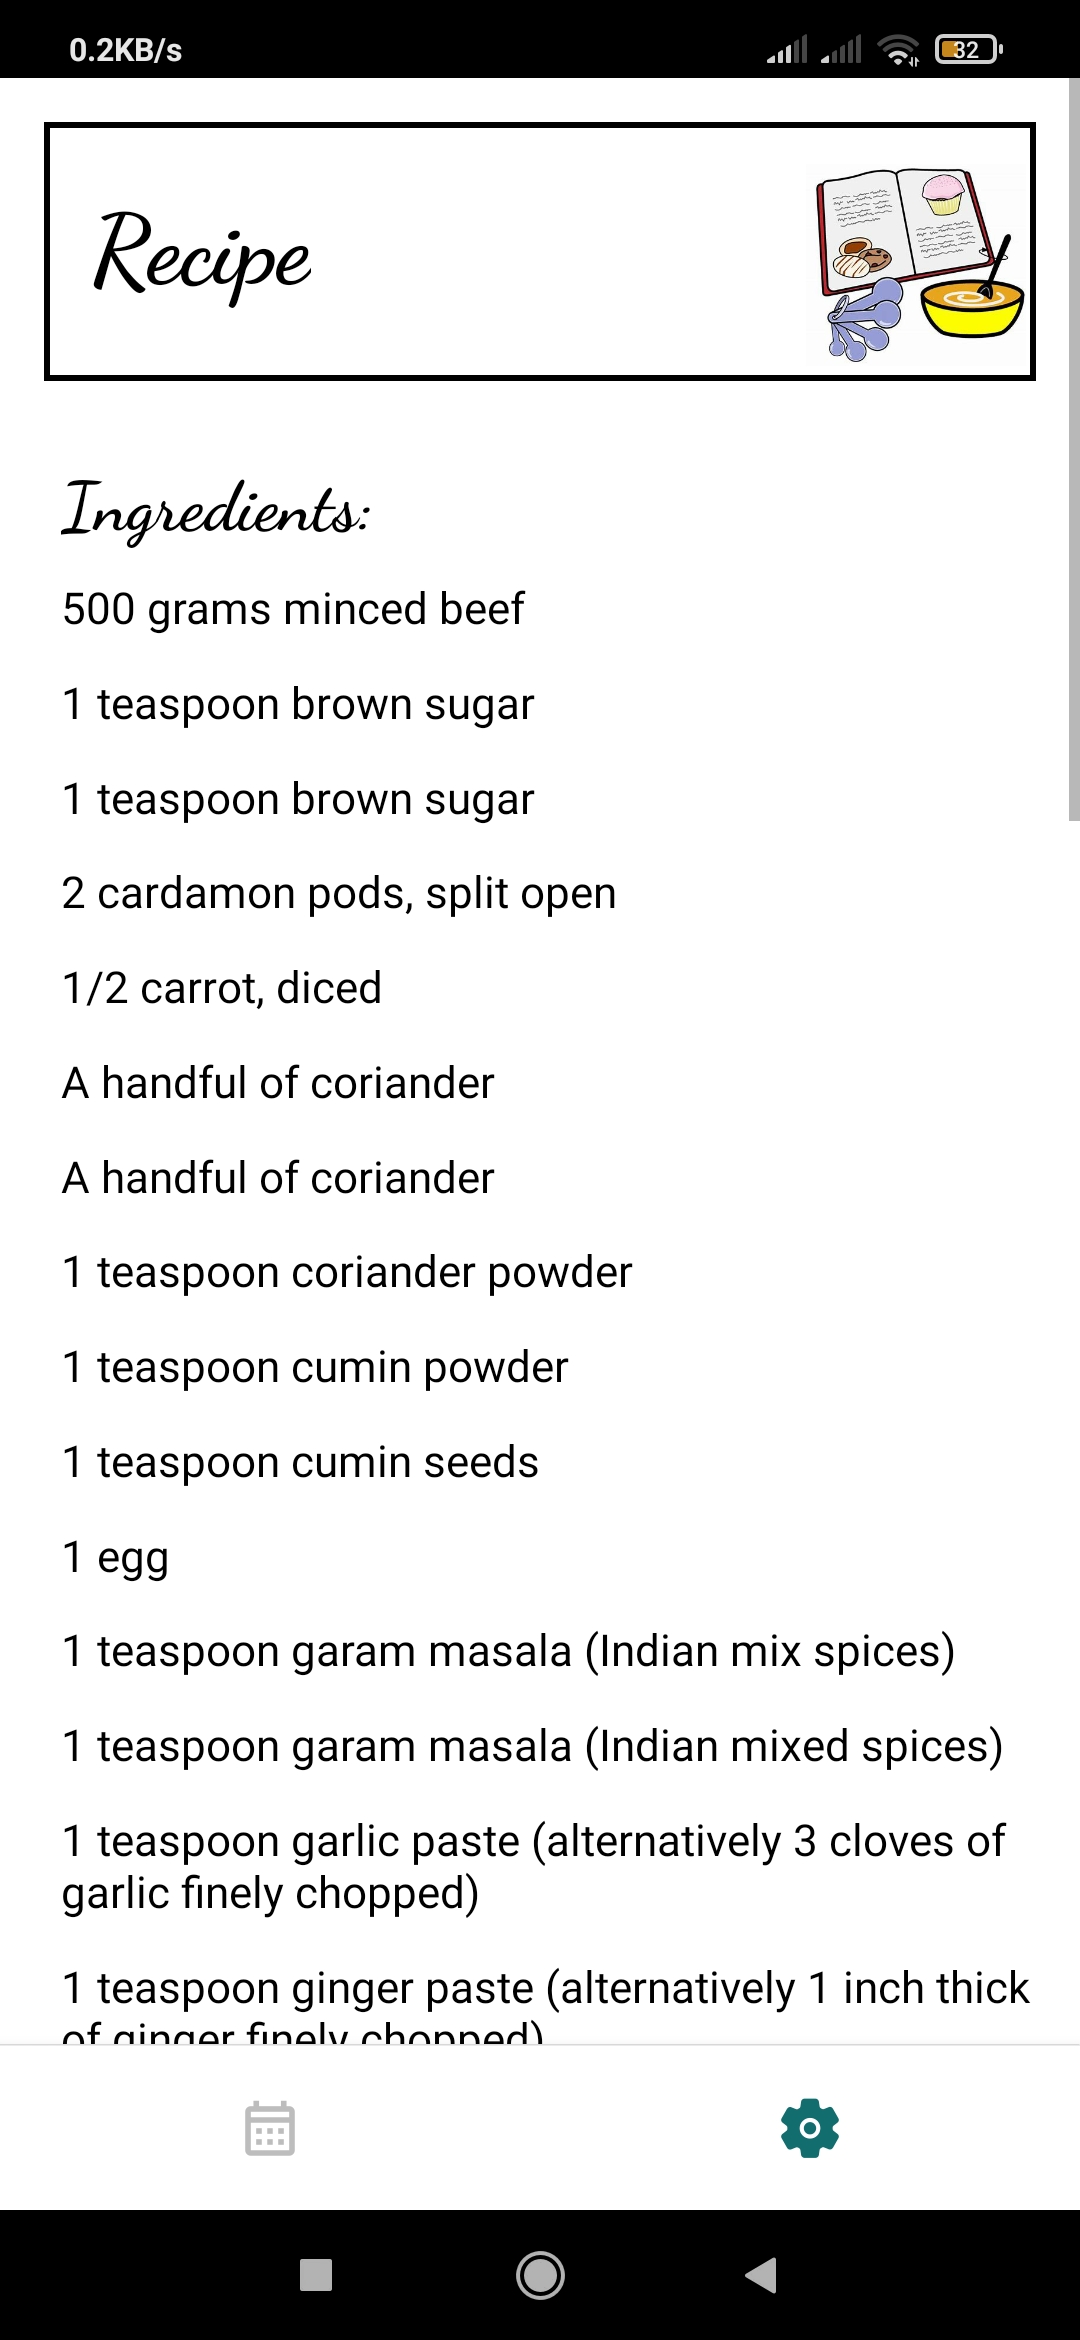 0.2KB/s
32
Recipe
Ingredients:
500 grams minced beef
1 teaspoon brown sugar
1 teaspoon brown sugar
2 cardamon pods, split open
1/2 carrot, diced
A handful of coriander
A handful of coriander
1 teaspoon coriander powder
1 teaspoon cumin powder
1 teaspoon cumin seeds
1 egg
1 teaspoon garam masala (Indian mix spices)
1 teaspoon garam masala (Indian mixed spices)
1 teaspoon garlic paste (alternatively 3 cloves of
garlic finely chopped)
1 teaspoon ginger paste (alternatively 1 inch thick
of ginger finely chopped)